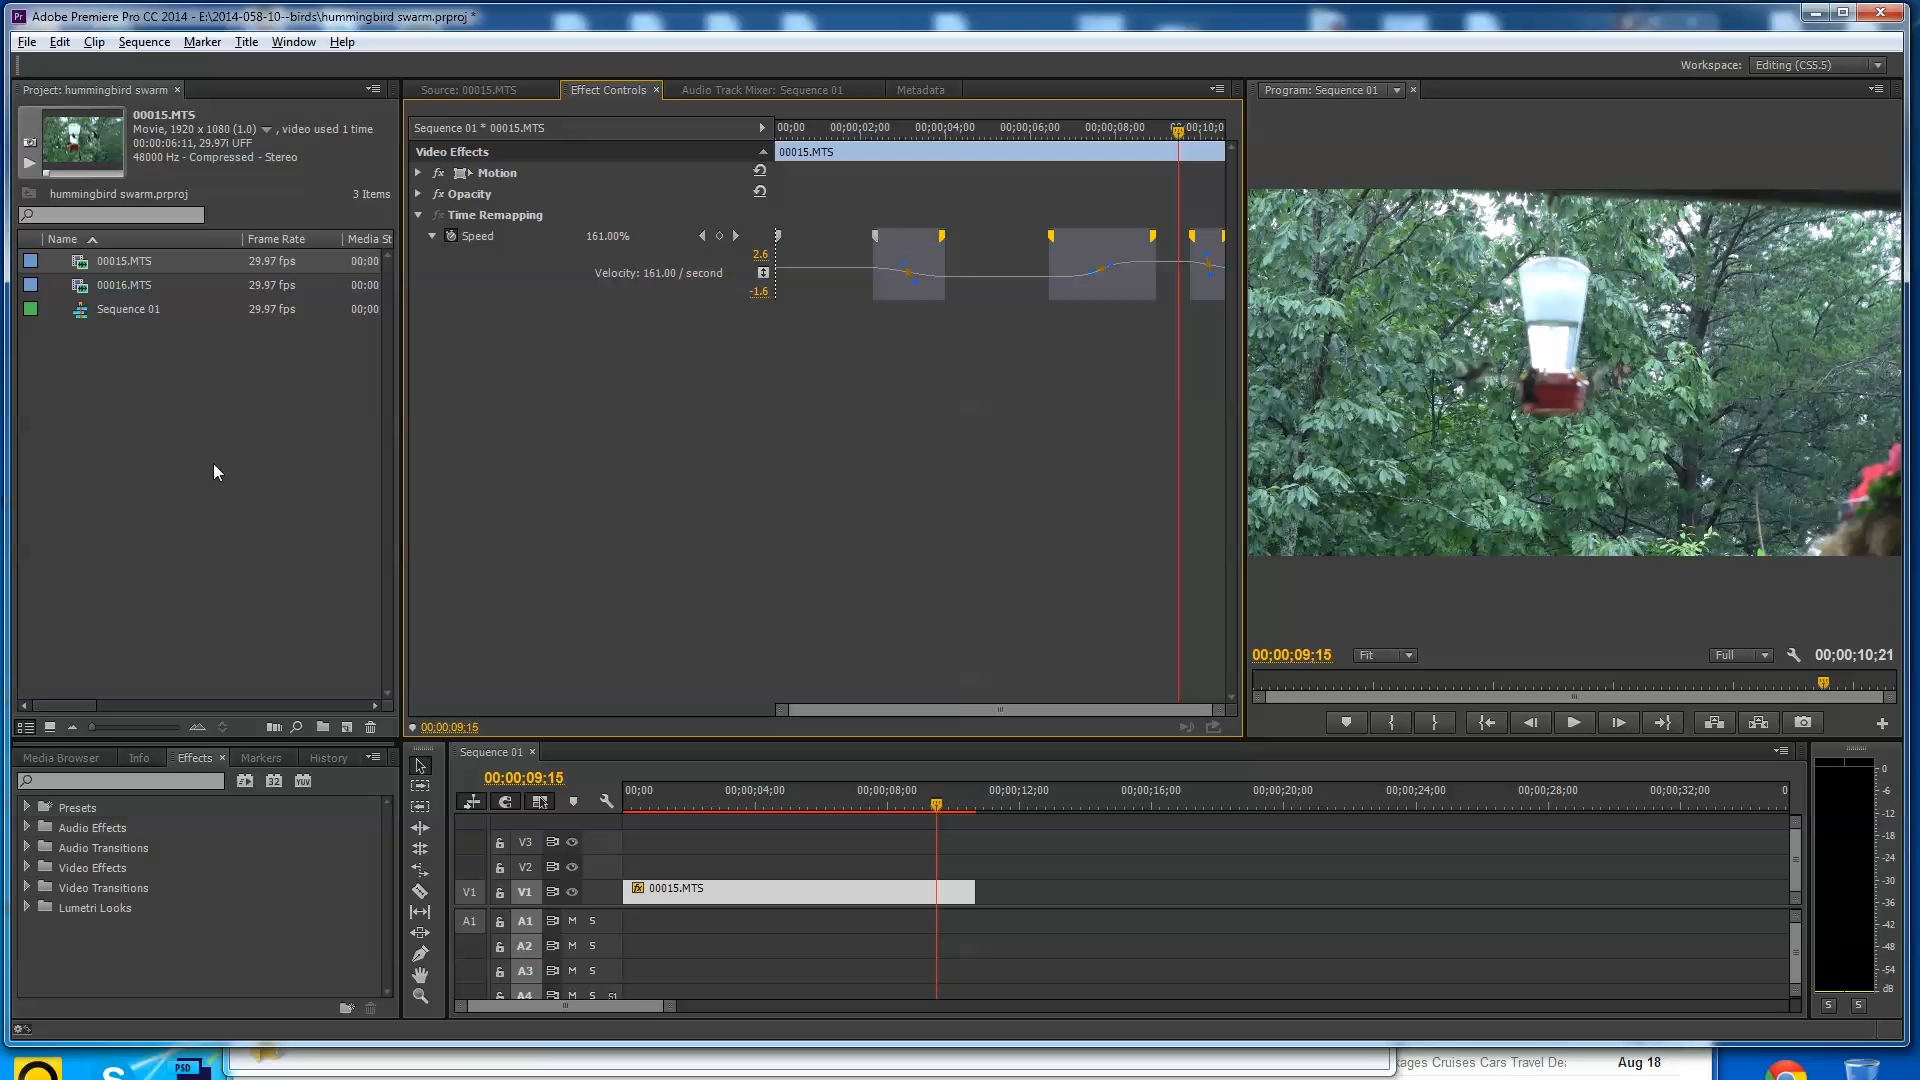 Pr Adobe Premiere Pro CC 2014 - E:\2014-058-10--birds\hummingbird swarm.prproj *
File Edit Clip Sequence Marker Title Window Help
Workspace: Editing (CS5.5)
Project: hummingbird swarm ×
00015.MTS
Movie, 1920 x 1080 (1.0) , video used 1 time
00:00:06:11, 29.97i UFF
48000 Hz - Compressed - Stereo
hummingbird swarm.prproj 3 Items
Name Frame Rate Media St
00015.MTS 29.97 fps 00:00
00016.MTS 29.97 fps 00:00
Sequence 01 29.97 fps 00;00
Source: 00015.MTS Effect Controls × Audio Track Mixer: Sequence 01 Metadata
Sequence 01 * 00015.MTS
;00;00 00;00;02;00 00;00;04;00 00;00;06;00 00;00;08;00 00;00;10;0
Video Effects 00015.MTS
fx Motion
fx Opacity
fx Time Remapping
Speed 161.00%
2.6
Velocity: 161.00 / second
-1.6
00;00;09;15
Program: Sequence 01 ×
00;00;09;15 Fit Full 00;00;10;21
Media Browser Info Effects × Markers History
32 YUV
Presets
Audio Effects
Audio Transitions
Video Effects
Video Transitions
Lumetri Looks
Sequence 01 ×
00;00;09;15
;00;00 00;00;04;00 00;00;08;00 00;00;12;00 00;00;16;00 00;00;20;00 00;00;24;00 00;00;28;00 00;00;32;00 0
V3
V2
V1 V1 fx 00015.MTS
A1 A1 M S
A2 M S
A3 M S
A4 M S
0
-6
-12
-18
-24
-30
-36
-42
-48
-54
dB
S S
PSD
kages Cruises Cars Travel Dea Aug 18